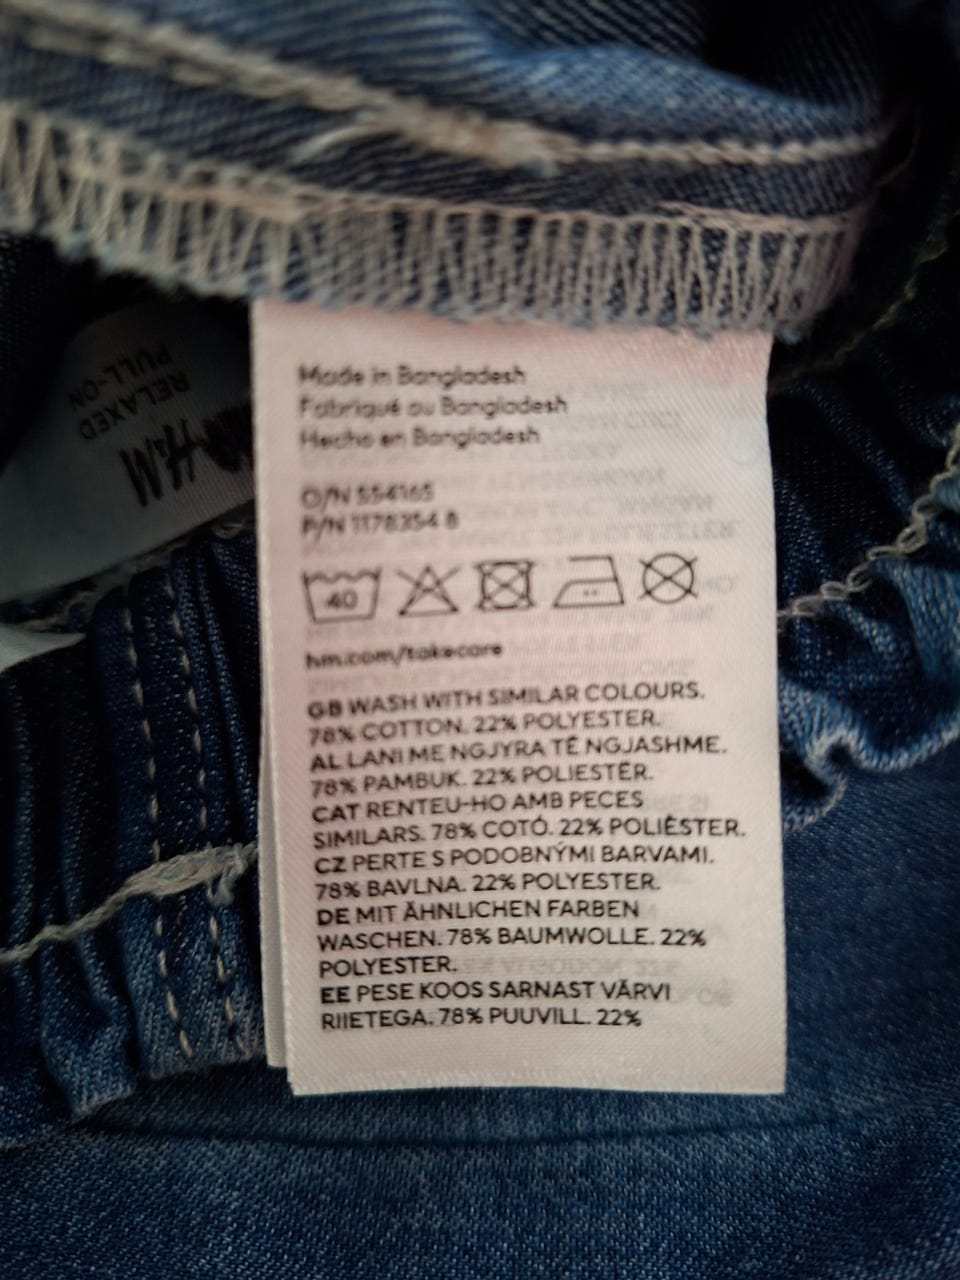 Made in Bangladesh
Fabriqué au Bangladesh
Hecho en Bangladesh
O/N 554165
P/N 1178354 8
40
hm.com/takecare
GB WASH WITH SIMILAR COLOURS.
78% COTTON. 22% POLYESTER.
AL LANI ME NGJYRA TË NGJASHME.
78% PAMBUK. 22% POLIESTËR.
CAT RENTEU-HO AMB PECES
SIMILARS. 78% COTÓ. 22% POLIÈSTER.
CZ PERTE S PODOBNÝMI BARVAMI.
78% BAVLNA. 22% POLYESTER.
DE MIT ÄHNLICHEN FARBEN
WASCHEN. 78% BAUMWOLLE. 22%
POLYESTER.
EE PESE KOOS SARNAST VÄRVI
RIIETEGA. 78% PUUVILL. 22%
H&M
RELAXED
PULL-ON